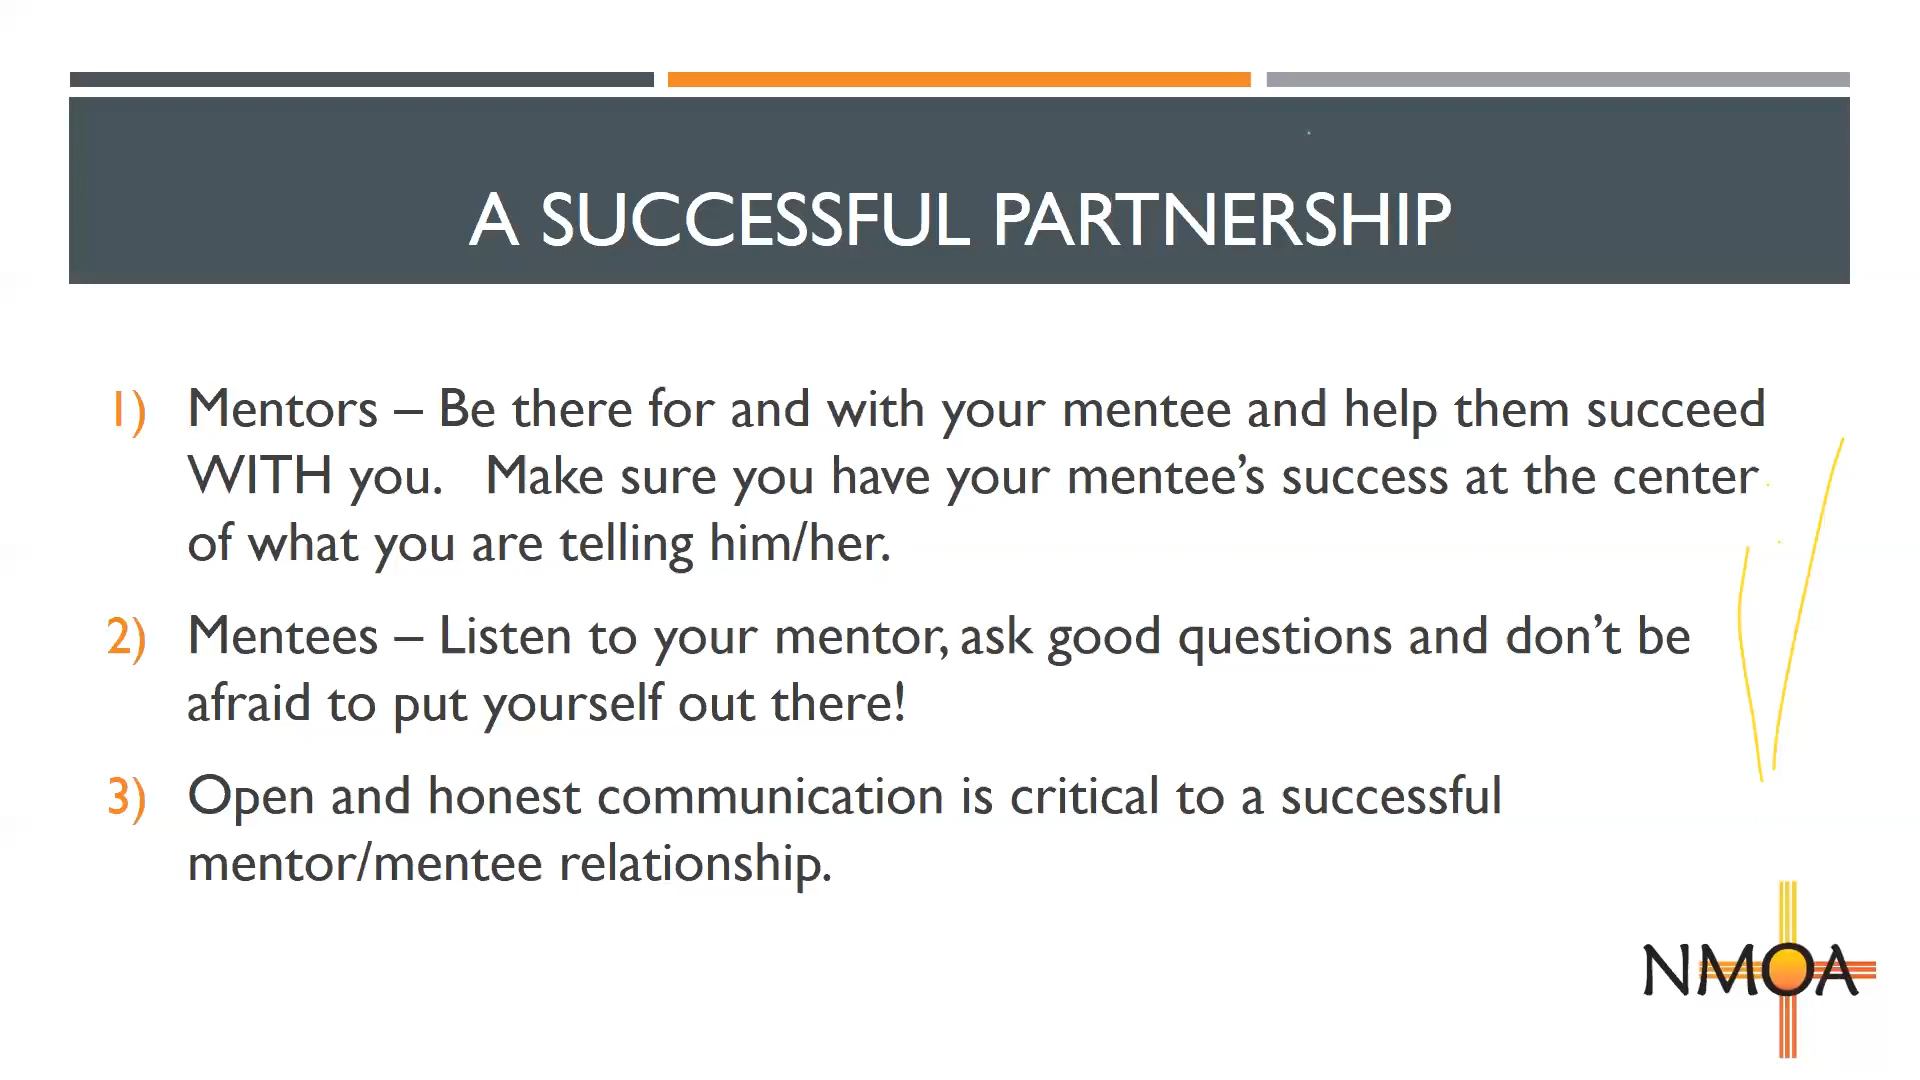 A SUCCESSFUL PARTNERSHIP
1) Mentors – Be there for and with your mentee and help them succeed
WITH you.   Make sure you have your mentee’s success at the center
of what you are telling him/her.
2) Mentees – Listen to your mentor, ask good questions and don’t be
afraid to put yourself out there!
3) Open and honest communication is critical to a successful
mentor/mentee relationship.
NMOA